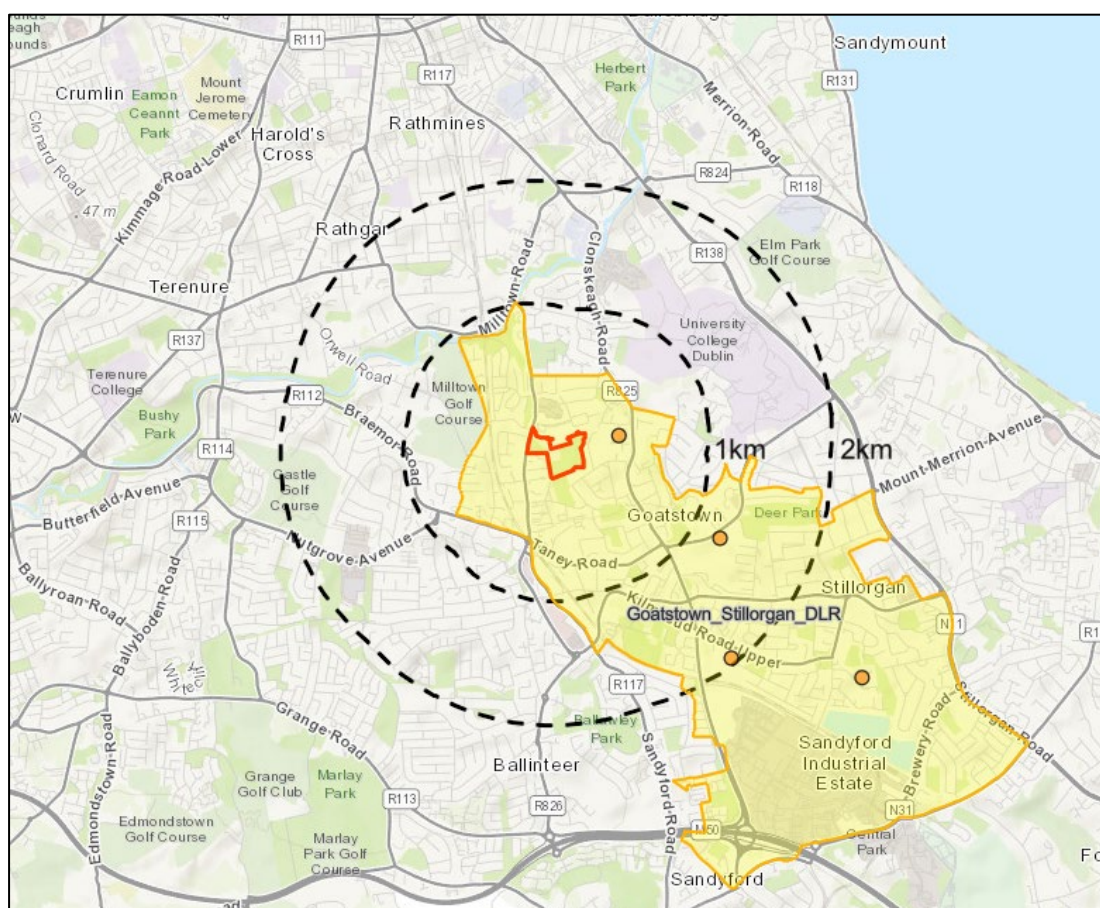 R111
Sandymount
R117
Herbert
Park
R131
Crumlin
Eamon
Ceannt
Park
Mount
Jerome
Cemetery
Rathmines
Merrion-Road
Clonard Road
Harold's
Cross
Kimmage-Road-Lower
R824
R118
47 m
Rathgar
Elm Park
Golf Course
R138
Clonskeagh-Road
Milltown-Road
Terenure
University
College
Dublin
R137
Orwell Road
Terenure
College
R112
Milltown
Golf
Course
R825
Braemor-Road
Bushy
Park
R114
1km
2km
Mount-Merrion-Avenue
Castle
Golf
Course
Butterfield-Avenue
R115
Goatstown
Deer Park
Nutgrove-Avenue
Taney-Road
Stillorgan
Ballyroan-Road
Ballyboden-Road
Goatstown_Stillorgan_DLR
Kilmacud-Road-Upper
N11
R117
Stillorgan-Road
Grange-Road
Ballawley
Park
Sandyford
Industrial
Estate
Brewery-Road
Ballinteer
Sandyford-Road
Grange
Golf Club
Marlay
Park
R113
R826
N31
Edmondstown-Road
Edmondstown
Golf Course
Marlay
Park Golf
Course
M50
Central
Park
Sandyford